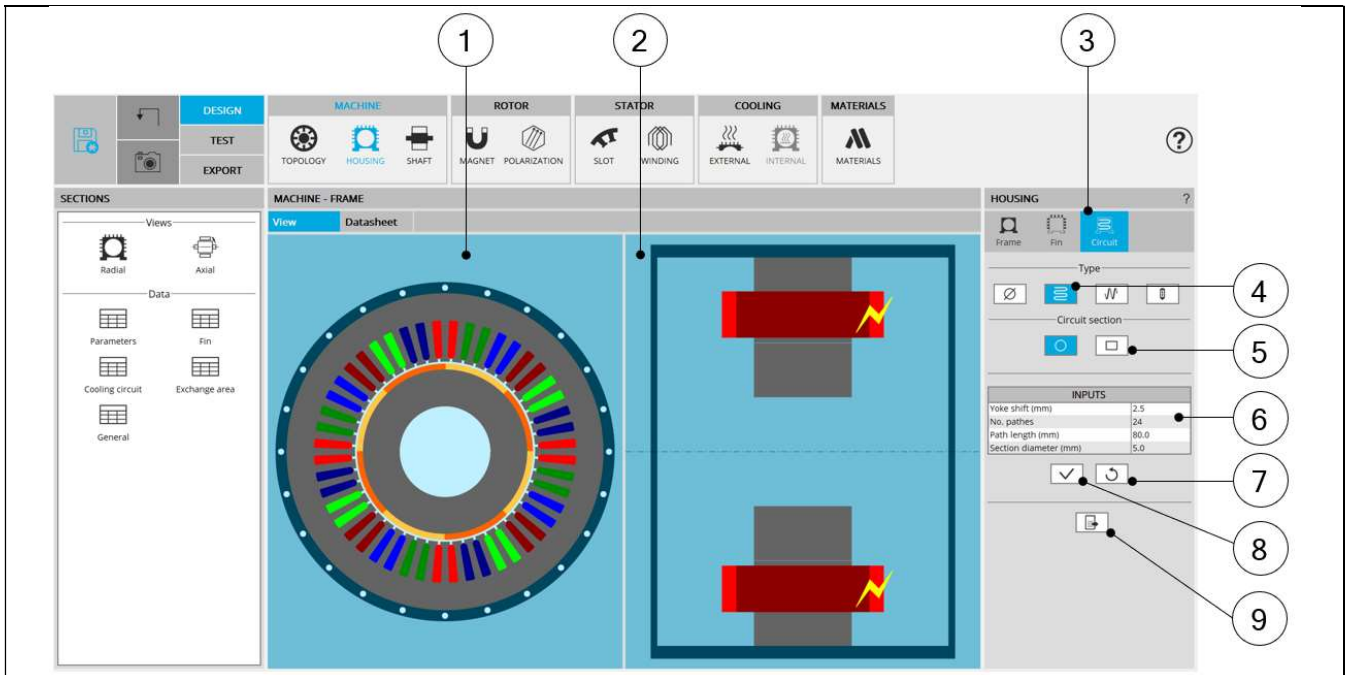 1 2 3
DESIGN MACHINE ROTOR STATOR COOLING MATERIALS
TEST
TOPOLOGY HOUSING SHAFT MAGNET POLARIZATION SLOT WINDING EXTERNAL INTERNAL MATERIALS ?
EXPORT
SECTIONS MACHINE - FRAME HOUSING ?
Views View Datasheet
Radial Axial Frame Fin Circuit
Data Type
4
Parameters Fin Circuit section
5
Cooling circuit Exchange area
General
INPUTS
Yoke shift (mm) 2.5 6
No. pathes 24
Path length (mm) 80.0
Section diameter (mm) 5.0
7
8
9